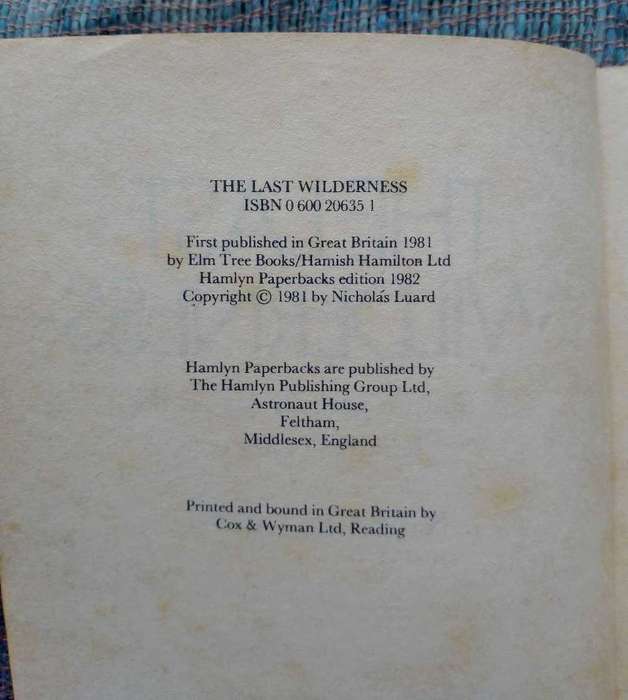 THE LAST WILDERNESS
ISBN 0 600 20635 1
First published in Great Britain 1981
by Elm Tree Books/Hamish Hamilton Ltd
Hamlyn Paperbacks edition 1982
Copyright © 1981 by Nicholas Luard
Hamlyn Paperbacks are published by
The Hamlyn Publishing Group Ltd,
Astronaut House,
Feltham,
Middlesex, England
Printed and bound in Great Britain by
Cox & Wyman Ltd, Reading